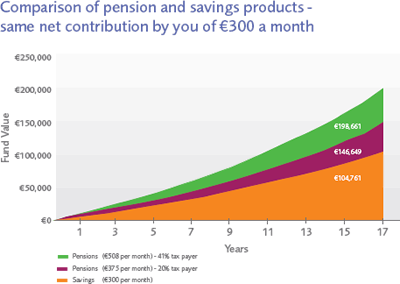 Comparison of pension and savings products -
same net contribution by you of €300 a month
€250,000
€200,000
€150,000
€100,000
€50,000
€0
Fund Value
€198,661
€146,649
€104,761
1 3 5 7 9 11 13 15 17
Years
Pensions (€508 per month) - 41% tax payer
Pensions (€375 per month) - 20% tax payer
Savings (€300 per month)